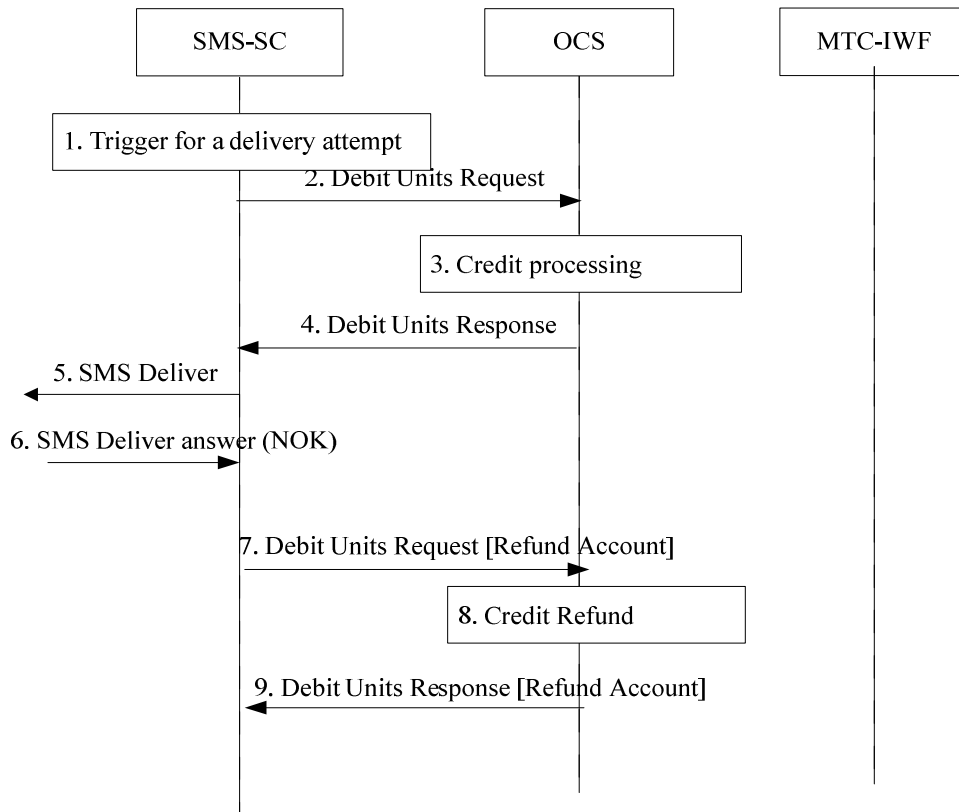 SMS-SC
OCS
MTC-IWF
1. Trigger for a delivery attempt
2. Debit Units Request
3. Credit processing
4. Debit Units Response
5. SMS Deliver
6. SMS Deliver answer (NOK)
7. Debit Units Request [Refund Account]
8. Credit Refund
9. Debit Units Response [Refund Account]